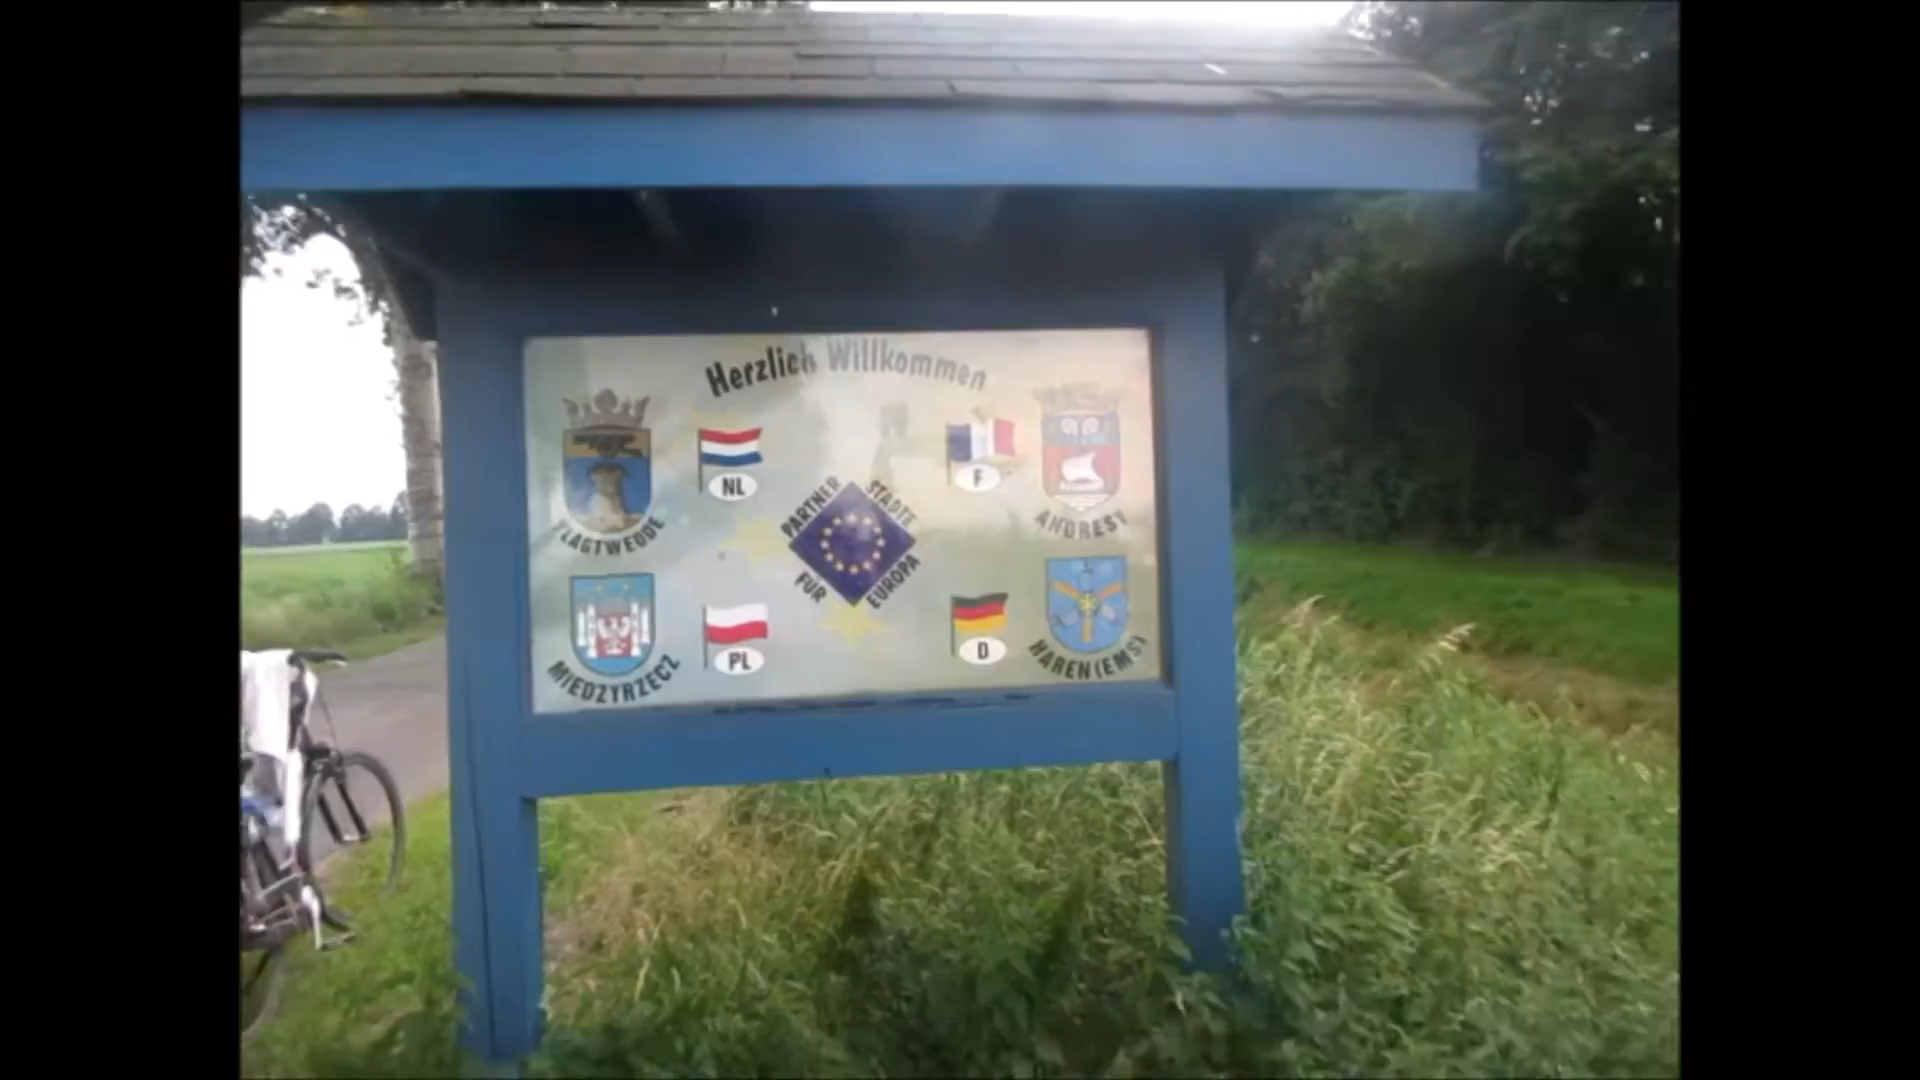 Herzlich Willkommen
NL
F
VLAGTWEDDE
PARTNER
STÄDTE
ANDRESY
FÜR
EUROPA
PL
D
MIEDZYRZECZ
HAREN (EMS)